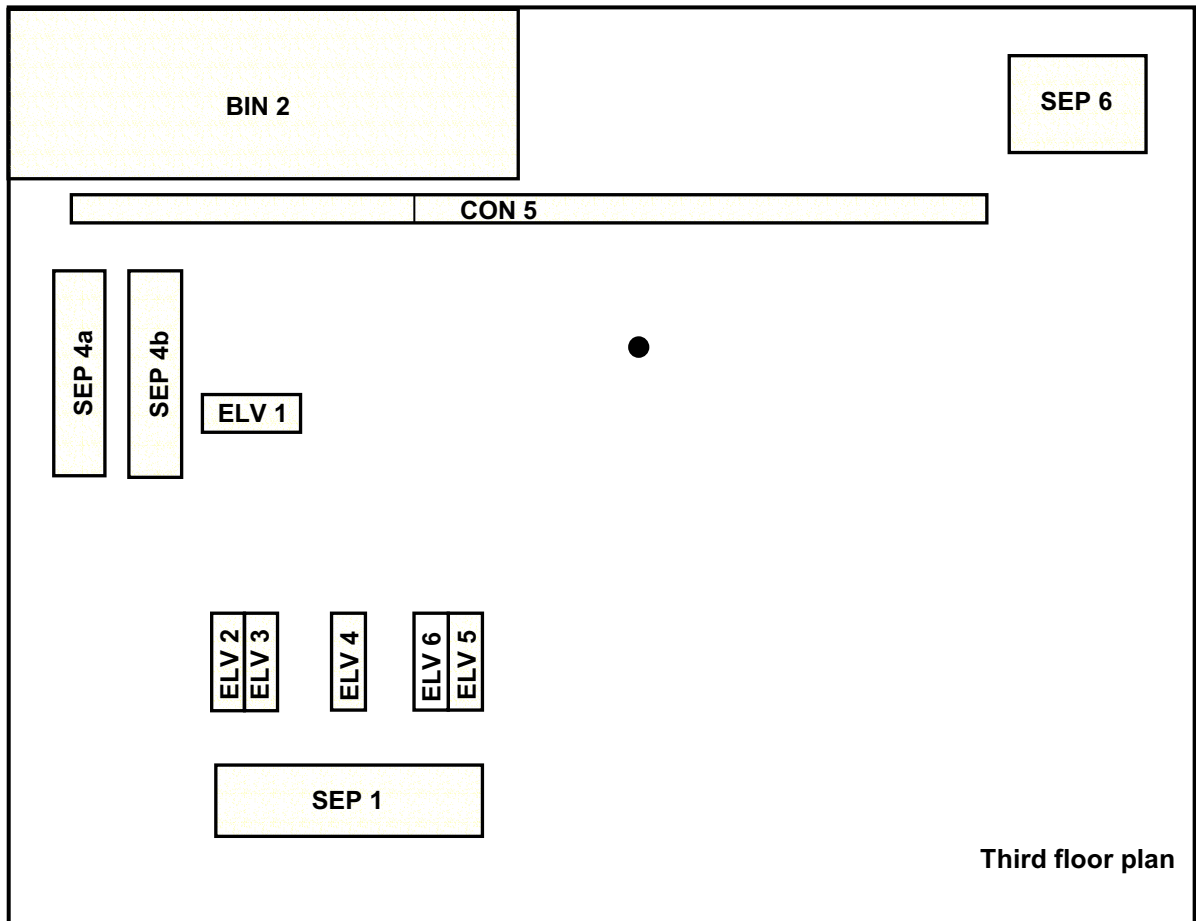 BIN 2
SEP 6
CON 5
SEP 4a
SEP 4b
ELV 1
ELV 2
ELV 3
ELV 4
ELV 6
ELV 5
SEP 1
Third floor plan